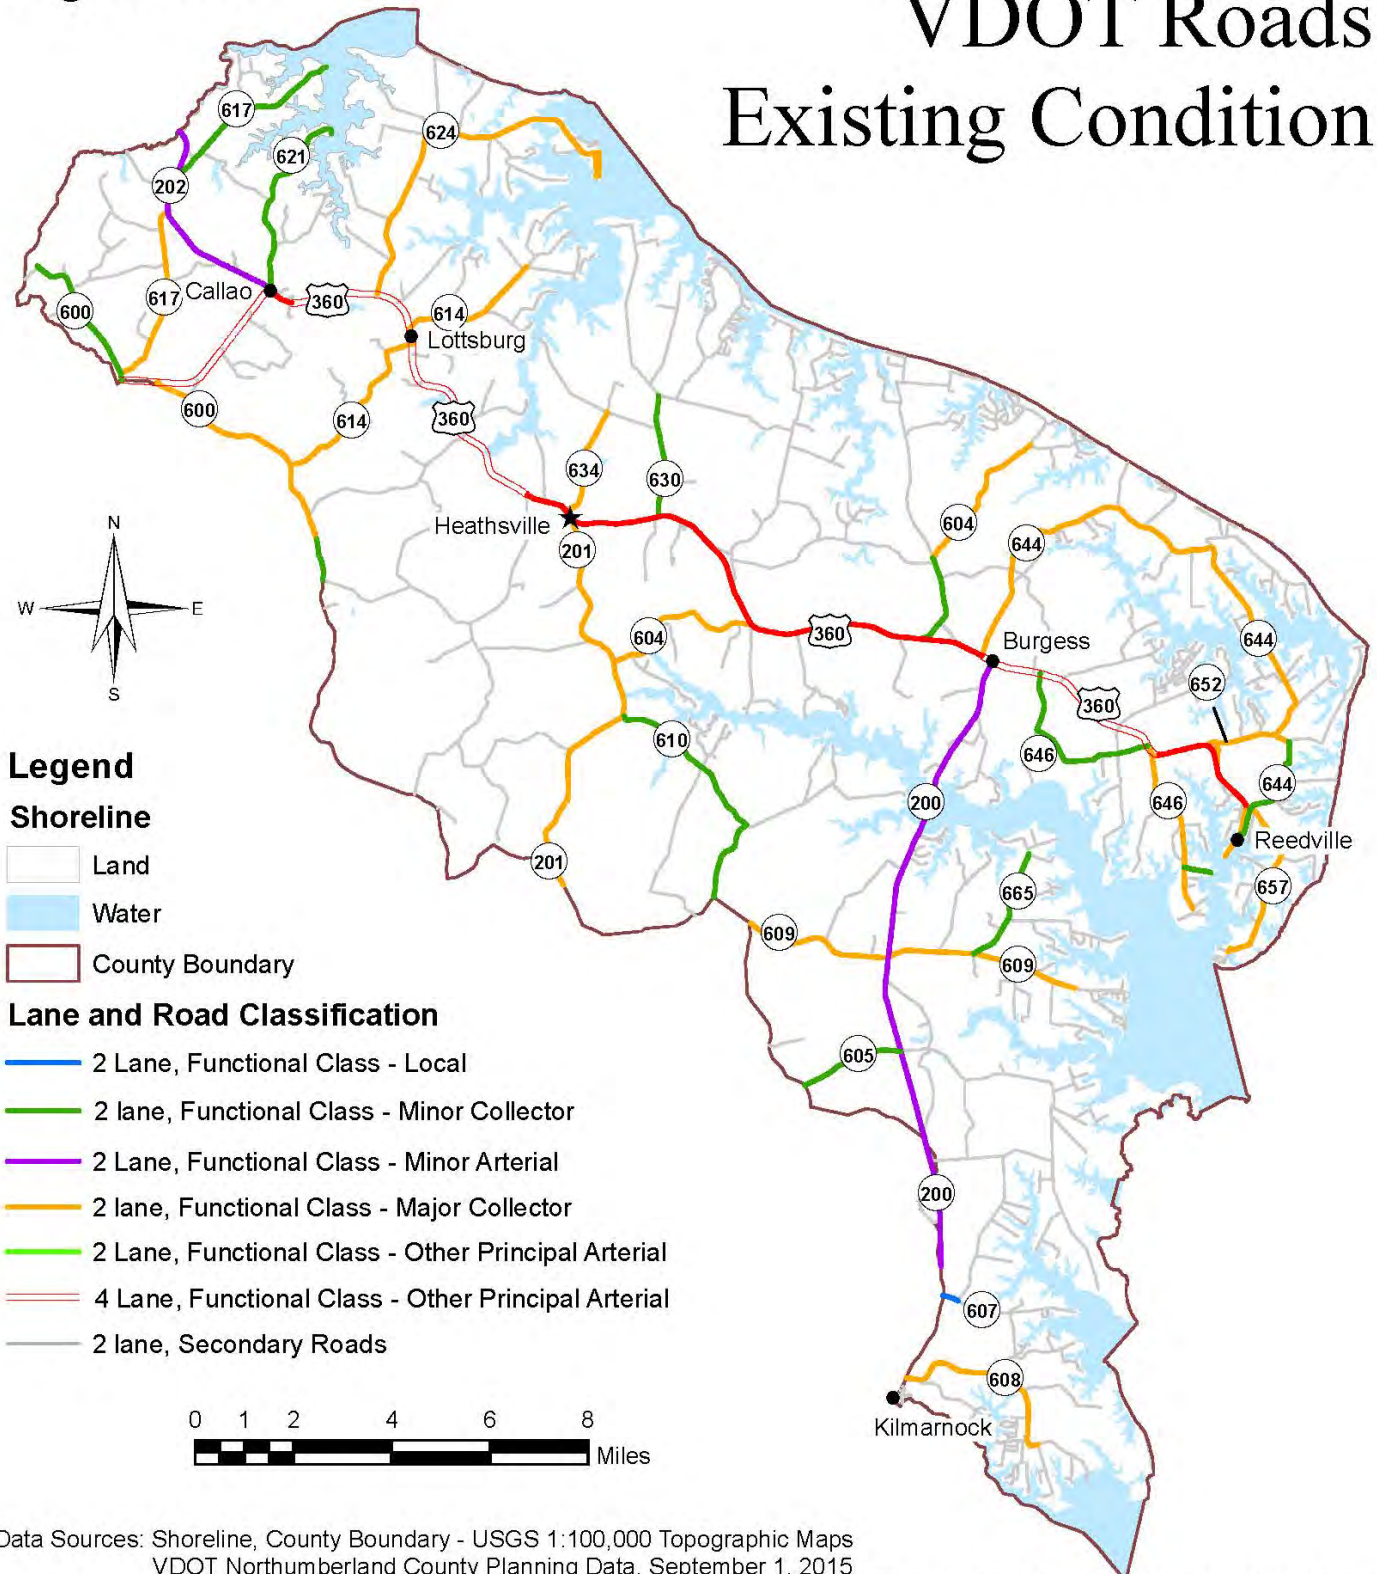 VDOT Roads
Existing Condition
617
624
621
202
617
Callao
360
600
614
Lottsburg
600
614
360
634
630
Heathsville
201
604
644
N
W
E
S
604
360
Burgess
644
652
360
610
646
646
644
200
Reedville
201
665
657
609
609
605
200
607
608
Kilmarnock
Legend
Shoreline
Land
Water
County Boundary
Lane and Road Classification
2 Lane, Functional Class - Local
2 lane, Functional Class - Minor Collector
2 Lane, Functional Class - Minor Arterial
2 lane, Functional Class - Major Collector
2 Lane, Functional Class - Other Principal Arterial
4 Lane, Functional Class - Other Principal Arterial
2 lane, Secondary Roads
0 1 2 4 6 8
Miles
Data Sources: Shoreline, County Boundary - USGS 1:100,000 Topographic Maps
VDOT Northumberland County Planning Data, September 1, 2015